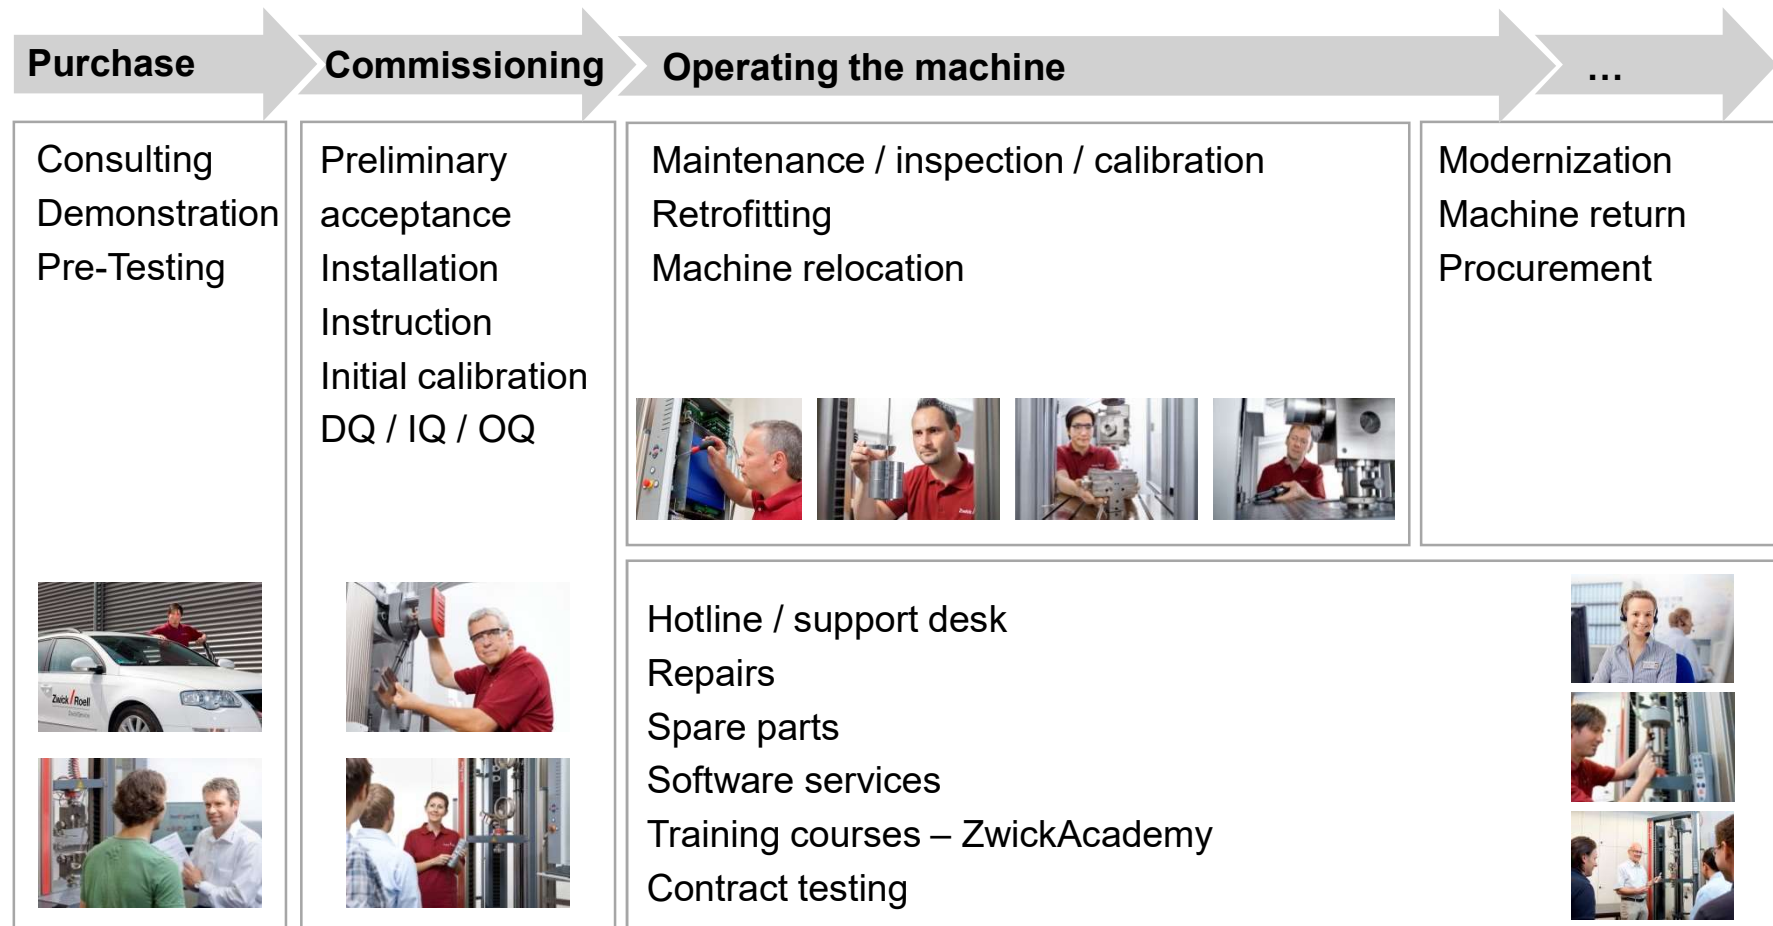 Purchase
Commissioning
Operating the machine
...
Consulting
Demonstration
Pre-Testing
Preliminary
acceptance
Installation
Instruction
Initial calibration
DQ / IQ / OQ
Maintenance / inspection / calibration
Retrofitting
Machine relocation
Modernization
Machine return
Procurement
Zwick / Roell
Hotline / support desk
Repairs
Spare parts
Software services
Training courses – ZwickAcademy
Contract testing